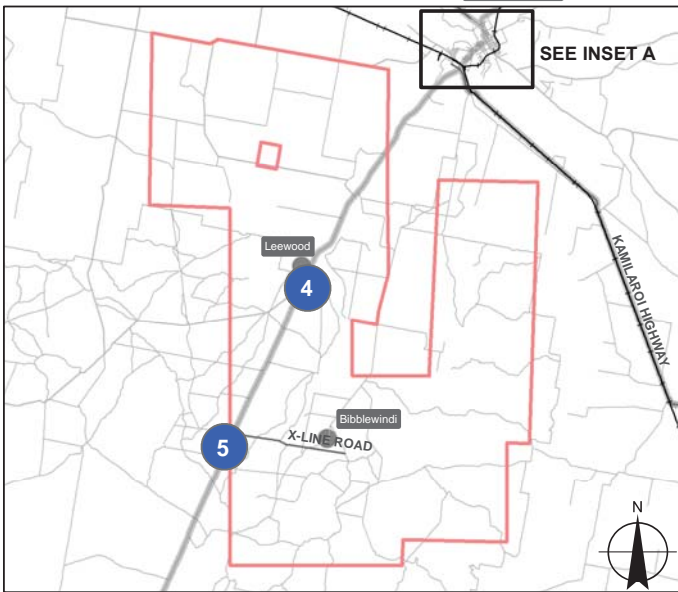 SEE INSET A
Leewood
4
KAMILAROI HIGHWAY
Bibblewindi
5
X-LINE ROAD
N